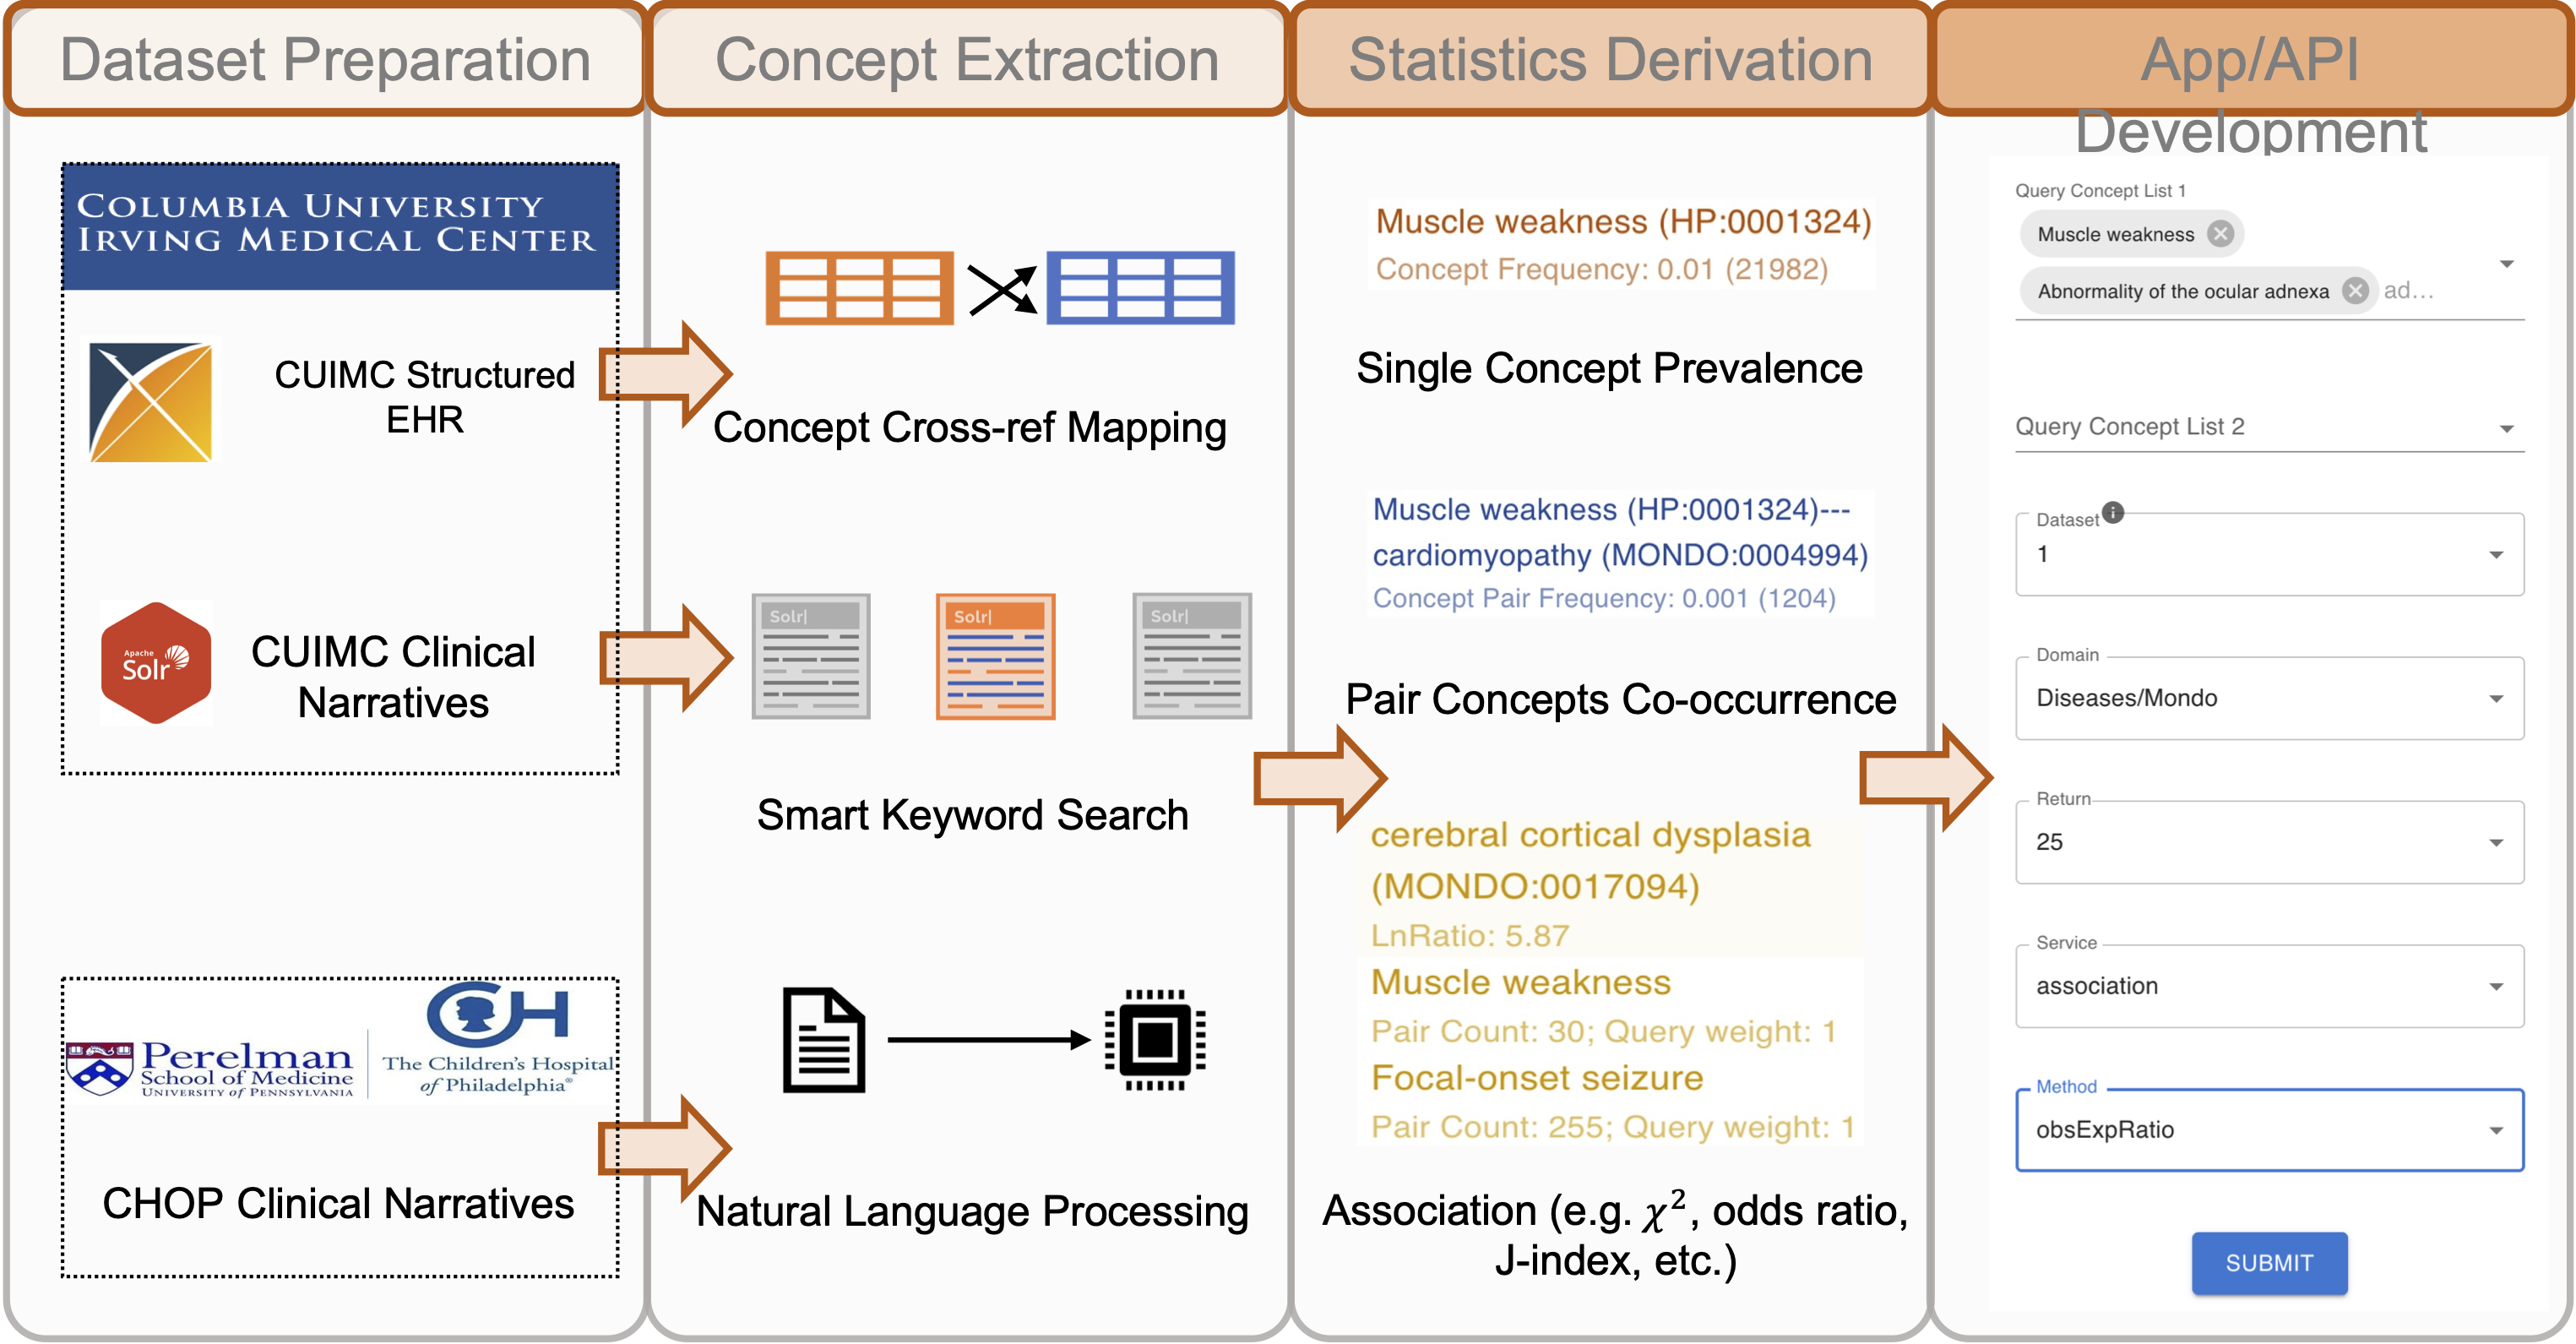 Dataset Preparation
COLUMBIA UNIVERSITY
IRVING MEDICAL CENTER
CUIMC Structured
EHR
Apache
Solr
CUIMC Clinical
Narratives
Perelman
School of Medicine
UNIVERSITY of PENNSYLVANIA
CH
The Children's Hospital
of Philadelphia®
CHOP Clinical Narratives
Concept Extraction
Concept Cross-ref Mapping
Solr|
Solr|
Solr|
Smart Keyword Search
Natural Language Processing
Statistics Derivation
Muscle weakness (HP:0001324)
Concept Frequency: 0.01 (21982)
Single Concept Prevalence
Muscle weakness (HP:0001324)---
cardiomyopathy (MONDO:0004994)
Concept Pair Frequency: 0.001 (1204)
Pair Concepts Co-occurrence
cerebral cortical dysplasia
(MONDO:0017094)
LnRatio: 5.87
Muscle weakness
Pair Count: 30; Query weight: 1
Focal-onset seizure
Pair Count: 255; Query weight: 1
Association (e.g. χ², odds ratio,
J-index, etc.)
App/API
Development
Query Concept List 1
Muscle weakness
Abnormality of the ocular adnexa ad...
Query Concept List 2
Dataset
1
Domain
Diseases/Mondo
Return
25
Service
association
Method
obsExpRatio
SUBMIT